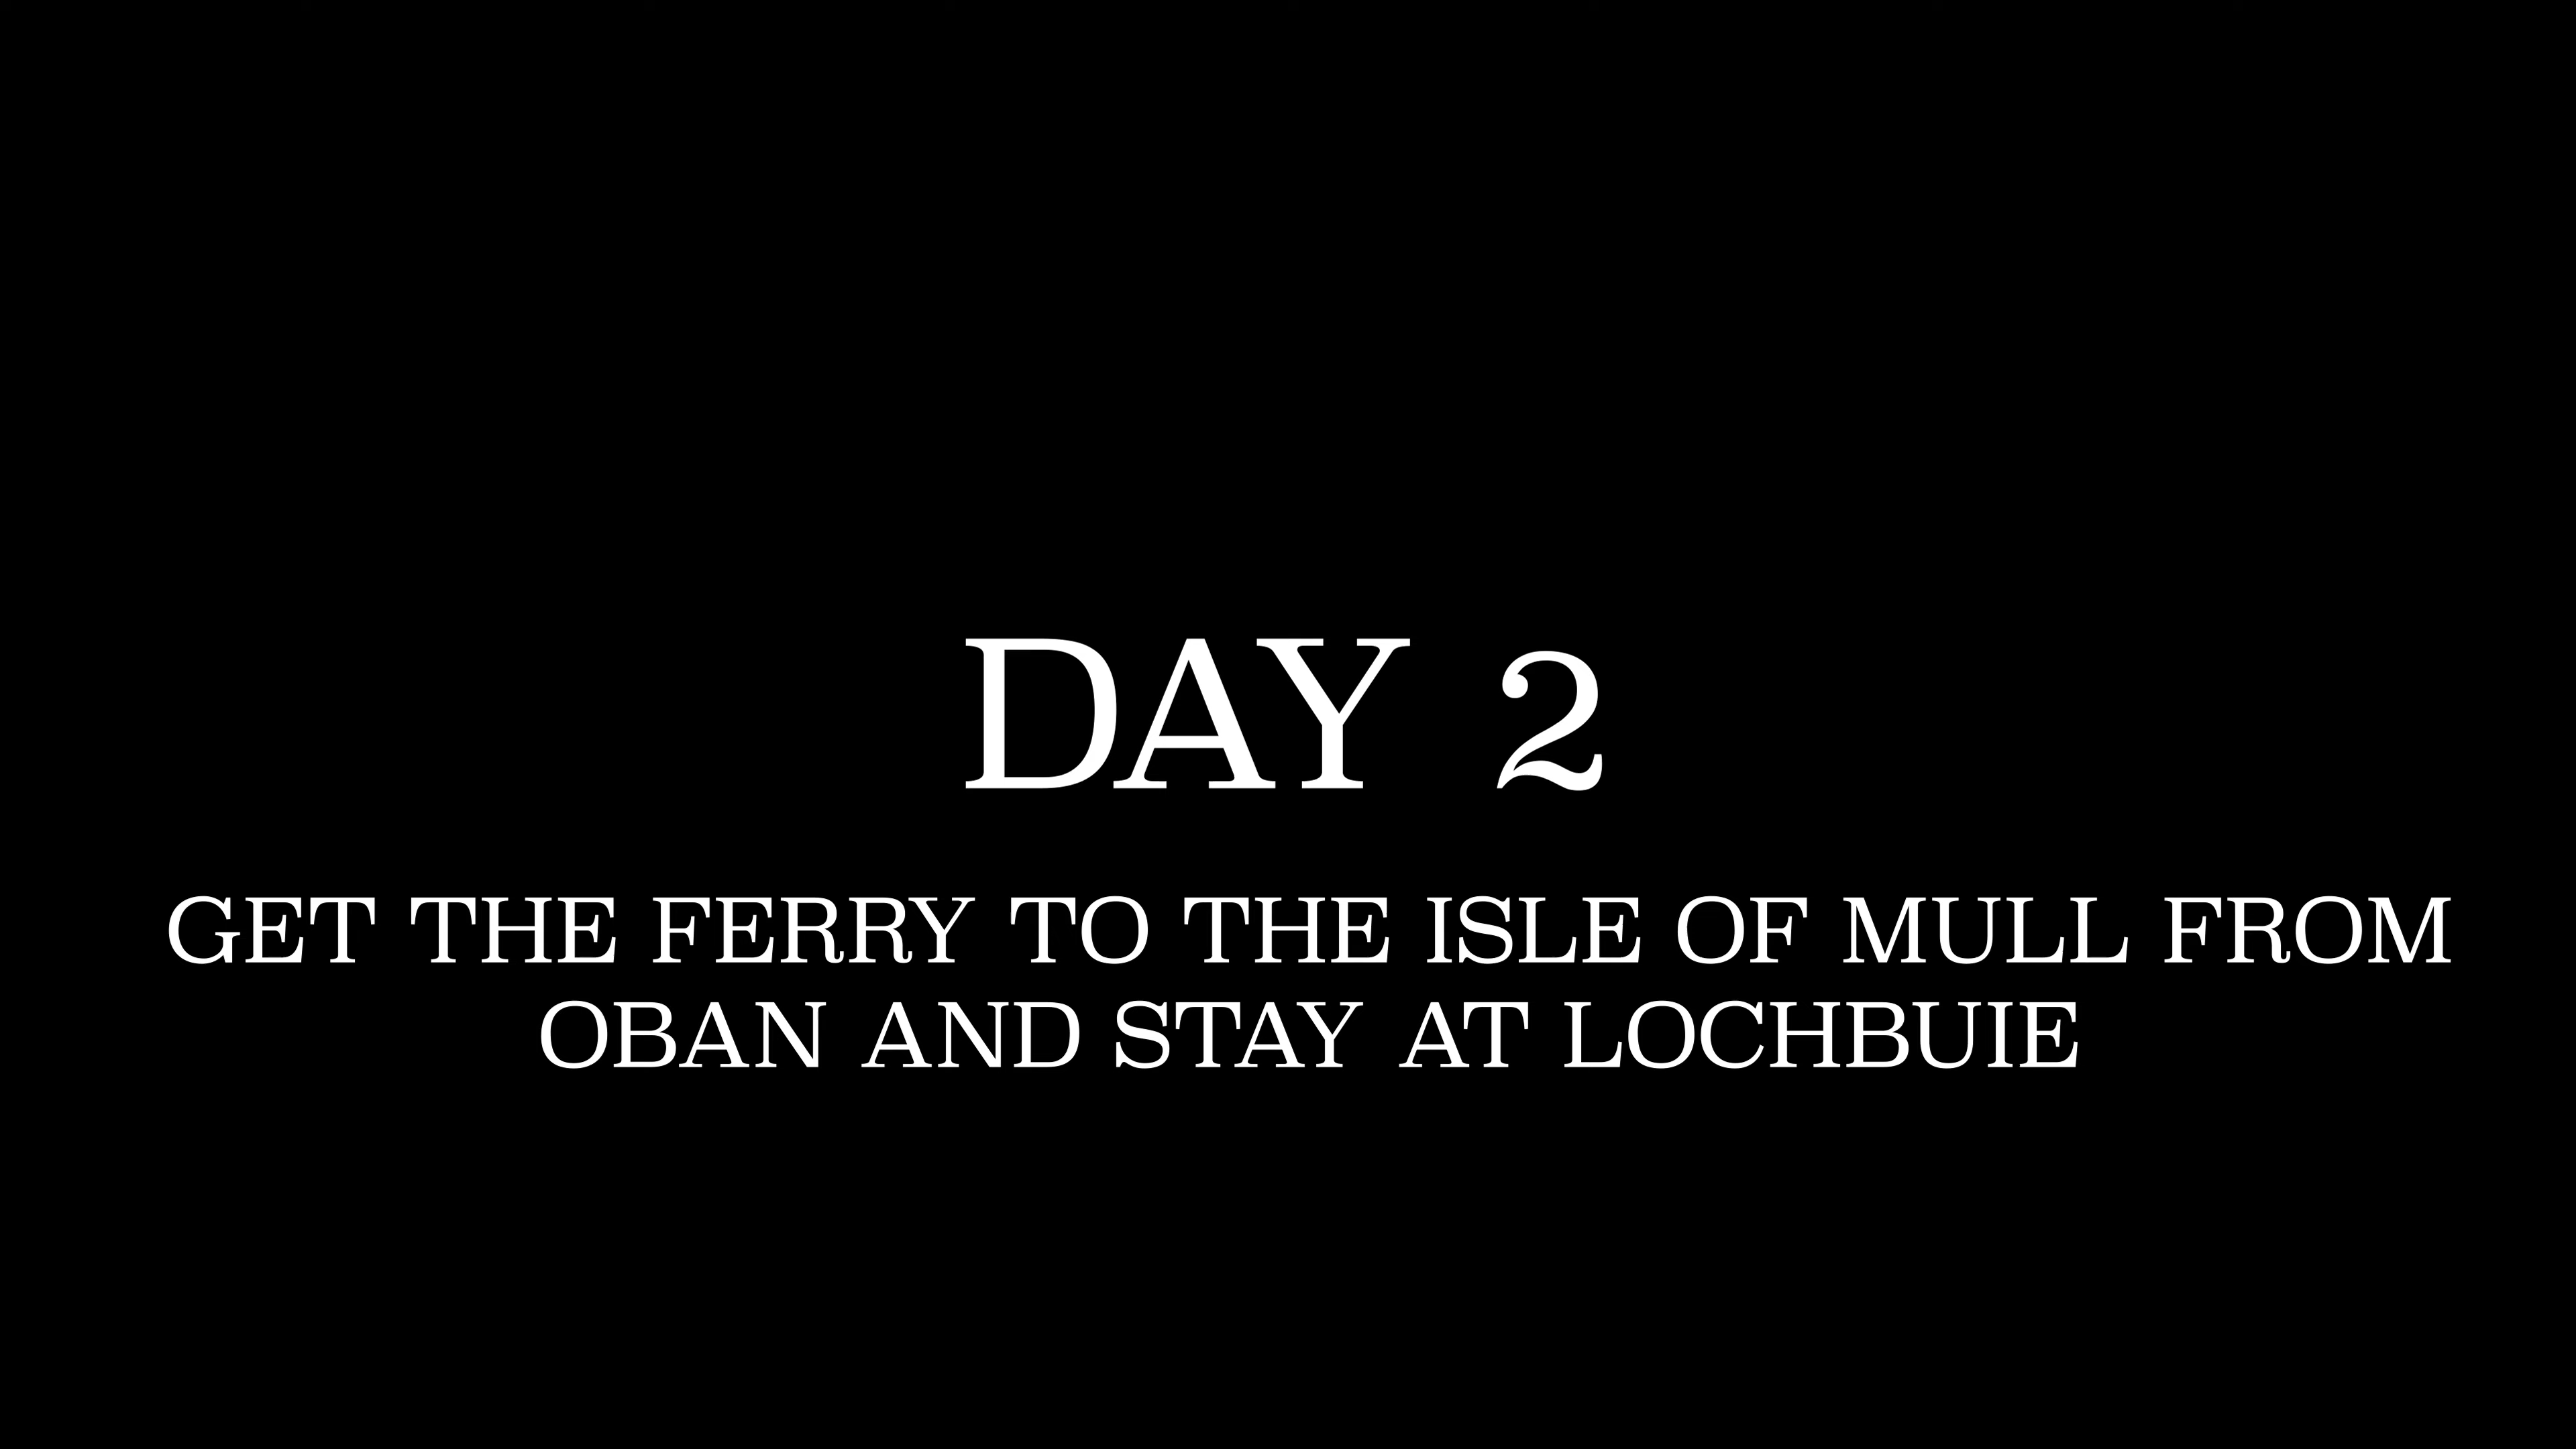 DAY 2
GET THE FERRY TO THE ISLE OF MULL FROM
OBAN AND STAY AT LOCHBUIE